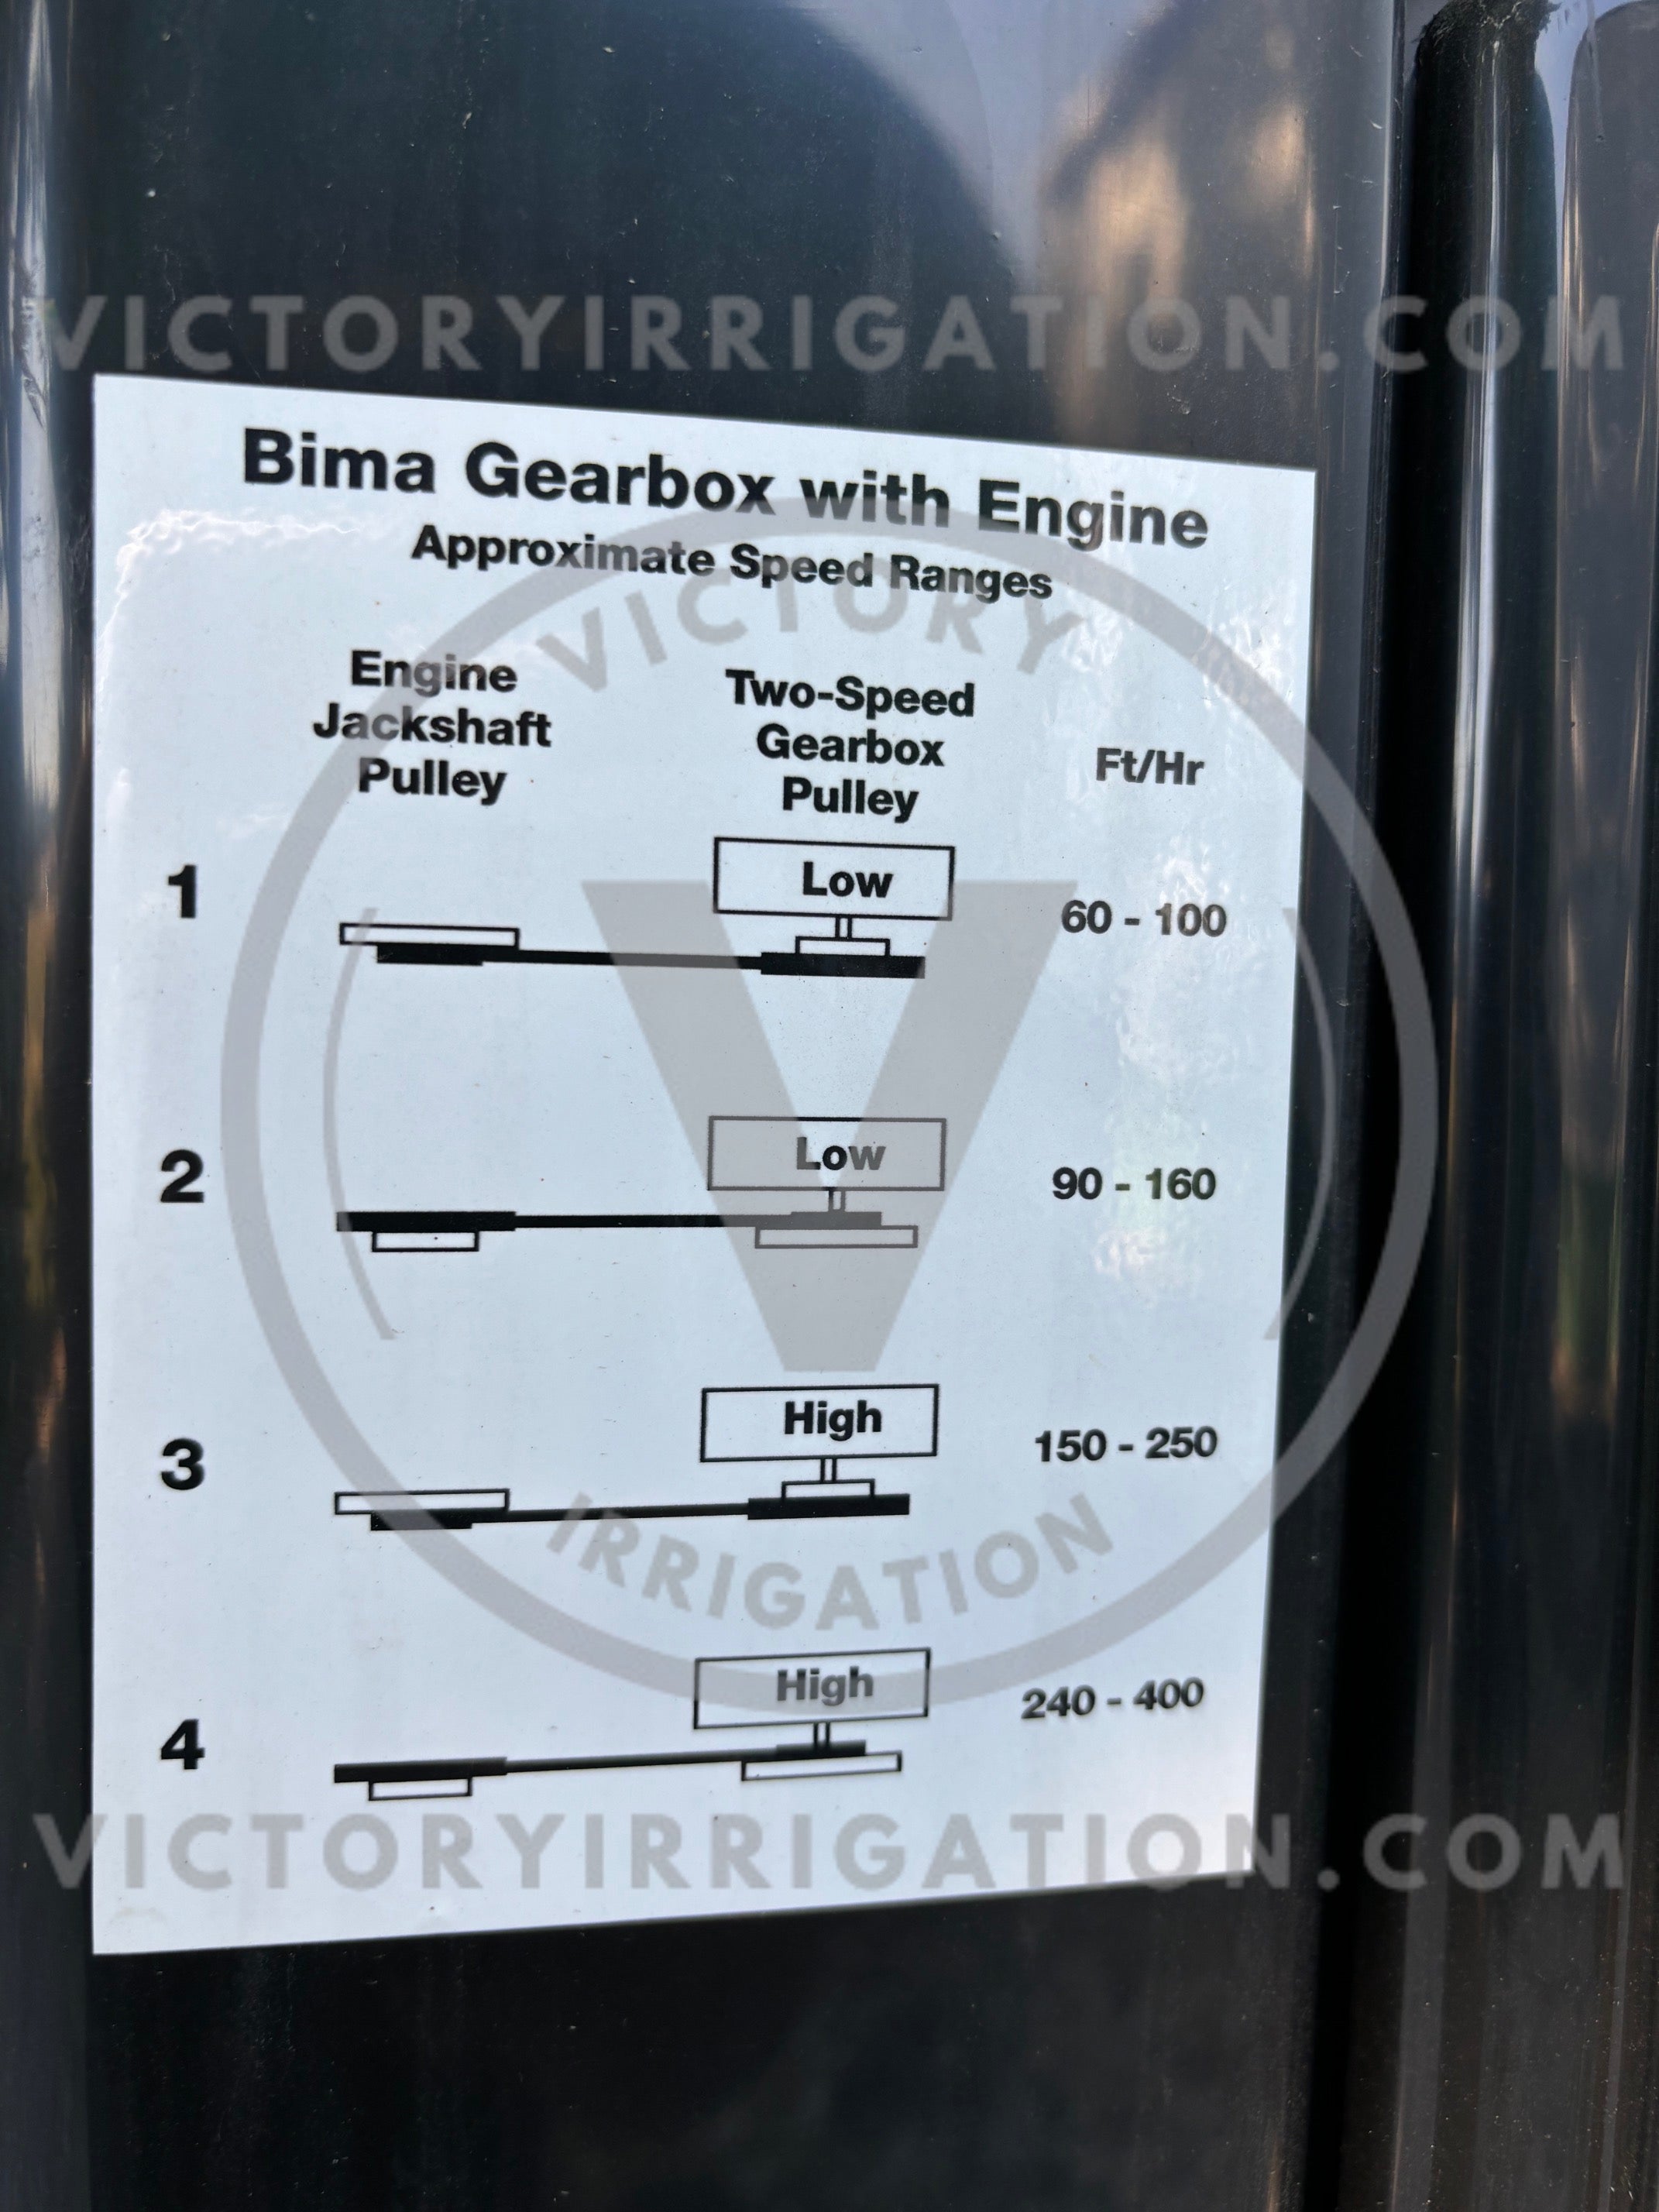 VICTORYIRRIGATION.COM
Bima Gearbox with Engine
Approximate Speed Ranges
VICTORY
Engine
Jackshaft
Pulley
Two-Speed
Gearbox
Pulley
Ft/Hr
1
Low
60 - 100
V
2
Low
90 - 160
3
High
150 - 250
IRRIGATION
4
High
240 - 400
VICTORYIRRIGATION.COM